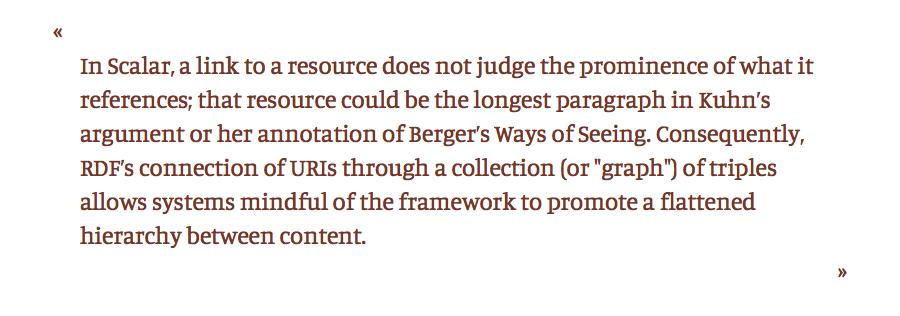 «
In Scalar, a link to a resource does not judge the prominence of what it
references; that resource could be the longest paragraph in Kuhn's
argument or her annotation of Berger's Ways of Seeing. Consequently,
RDF's connection of URIs through a collection (or "graph") of triples
allows systems mindful of the framework to promote a flattened
hierarchy between content.
»